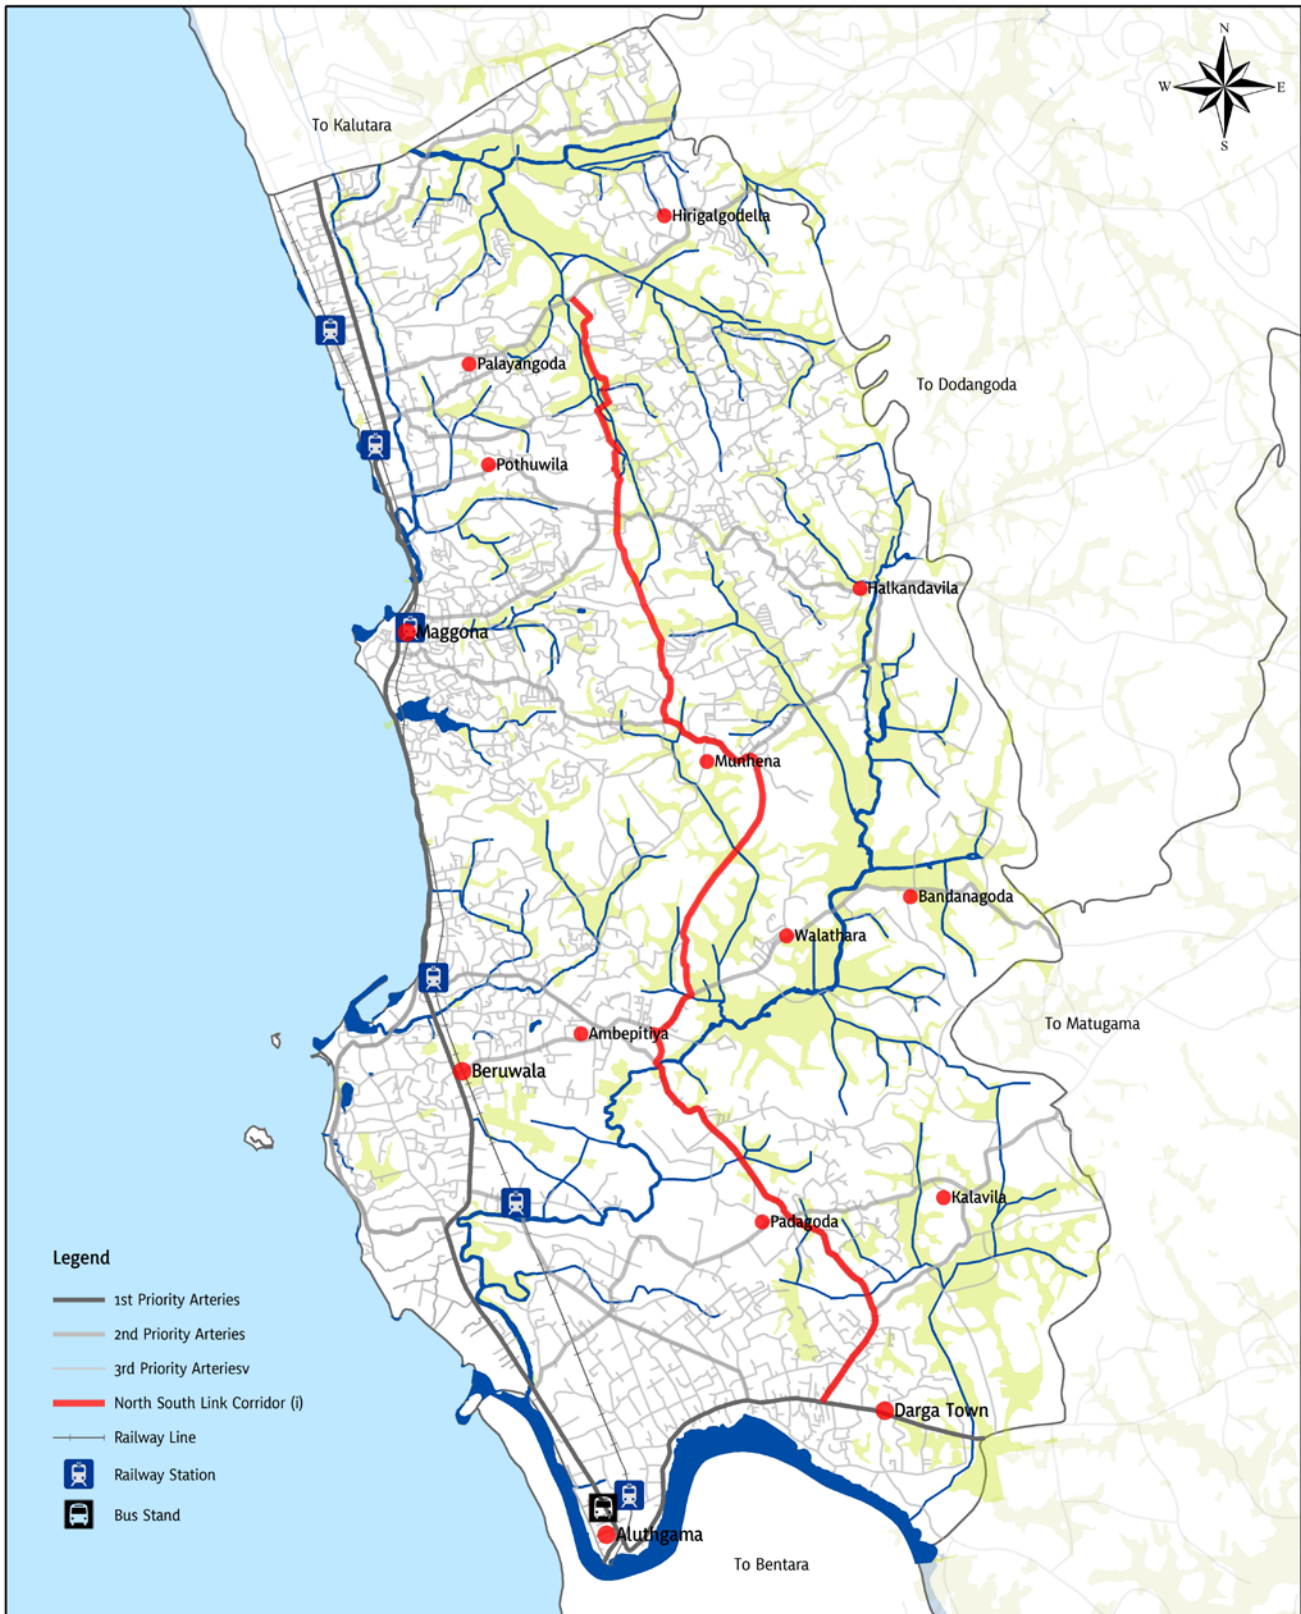 N
W
E
S
To Kalutara
Hirigalgodella
Palayangoda
To Dodangoda
Pothuwila
Halkandavila
Maggona
Munhena
Bandanagoda
Walathara
To Matugama
Ambepitiya
Beruwala
Kalavila
Padagoda
Legend
1st Priority Arteries
2nd Priority Arteries
3rd Priority Arteriesv
North South Link Corridor (i)
Darga Town
Railway Line
Railway Station
Bus Stand
Aluthgama
To Bentara